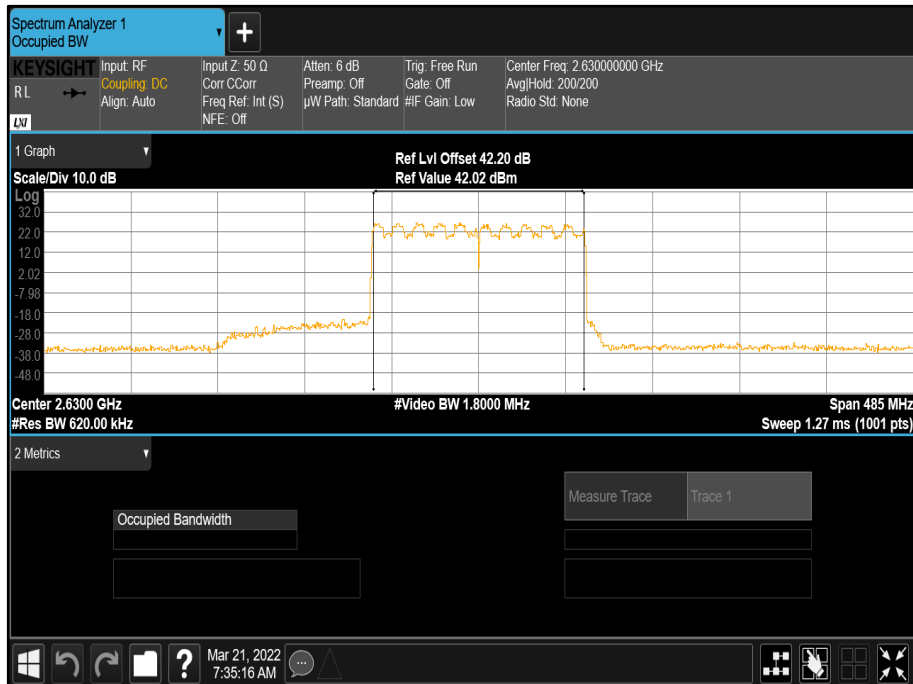 Spectrum Analyzer 1
Occupied BW
KEYSIGHT
RL
LXI
Input: RF
Coupling: DC
Align: Auto
Input Z: 50 Ω
Corr CCorr
Freq Ref: Int (S)
NFE: Off
Atten: 6 dB
Preamp: Off
µW Path: Standard
Trig: Free Run
Gate: Off
#IF Gain: Low
Center Freq: 2.630000000 GHz
Avg|Hold: 200/200
Radio Std: None
1 Graph
Scale/Div 10.0 dB
Ref Lvl Offset 42.20 dB
Ref Value 42.02 dBm
Log
32.0
22.0
12.0
2.02
-7.98
-18.0
-28.0
-38.0
-48.0
Center 2.6300 GHz
#Video BW 1.8000 MHz
Span 485 MHz
#Res BW 620.00 kHz
Sweep 1.27 ms (1001 pts)
2 Metrics
Measure Trace
Trace 1
Occupied Bandwidth
?
Mar 21, 2022
7:35:16 AM